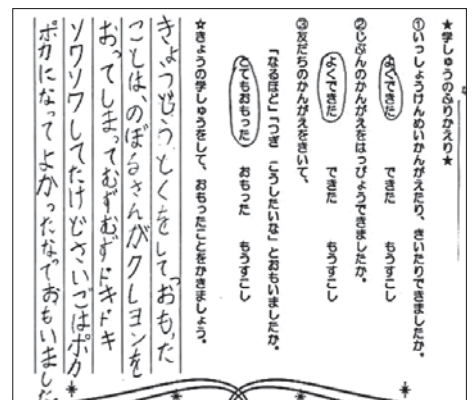 ★学しゅうのふりかえり★
①いっしょうけんめいかんがえたり、きいたりできましたか。
よくできた　できた　もうすこし
②じぶんのかんがえをはっぴょうできましたか。
よくできた　できた　もうすこし
③友だちのかんがえをきいて、
「なるほど」「つぎ　こうしたいな」とおもいましたか。
とてもおもった　おもった　もうすこし
☆きょうの学しゅうをして、おもったことをかきましょう。
きょうどうとくをしておもった
ことは、のぼるさんがクレヨンを
おってしまってむずむずドキドキ
ソワソワしてたけどさいごはポカ
ポカになってよかったなておもいました。